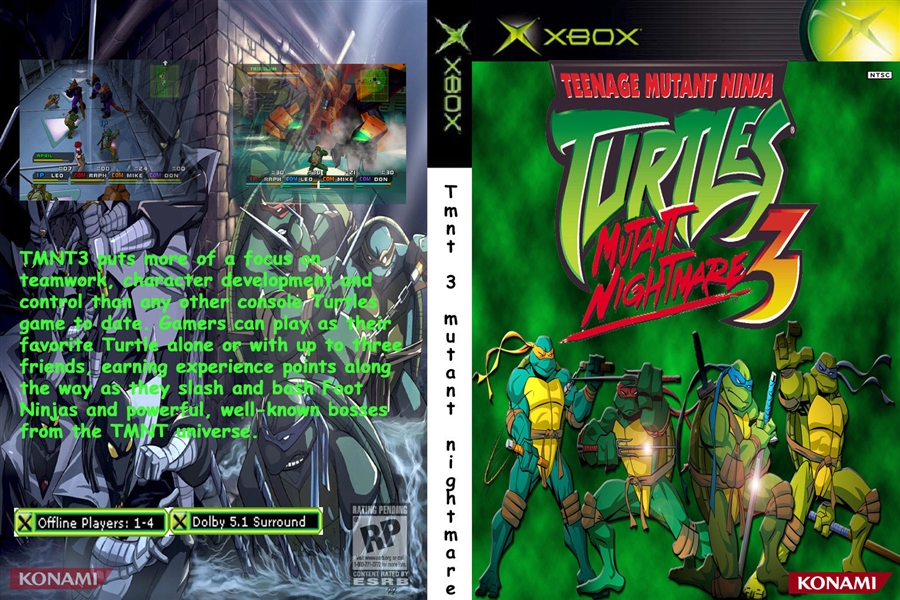 TMNT3 puts more of a focus on
teamwork, character development and
control than any other console Turtles
game to date. Gamers can play as their
favorite Turtle alone or with up to three
friends, earning experience points along
the way as they slash and bash Foot
Ninjas and powerful, well-known bosses
from the TMNT universe.
Offline Players: 1-4
Dolby 5.1 Surround
RATING PENDING
RP
CONTENT RATED BY
ESRB
KONAMI
XBOX
Tmnt 3 mutant nightmare
XBOX
NTSC
TEENAGE MUTANT NINJA
TURTLES®
MUTANT
NIGHTMARE
3
KONAMI